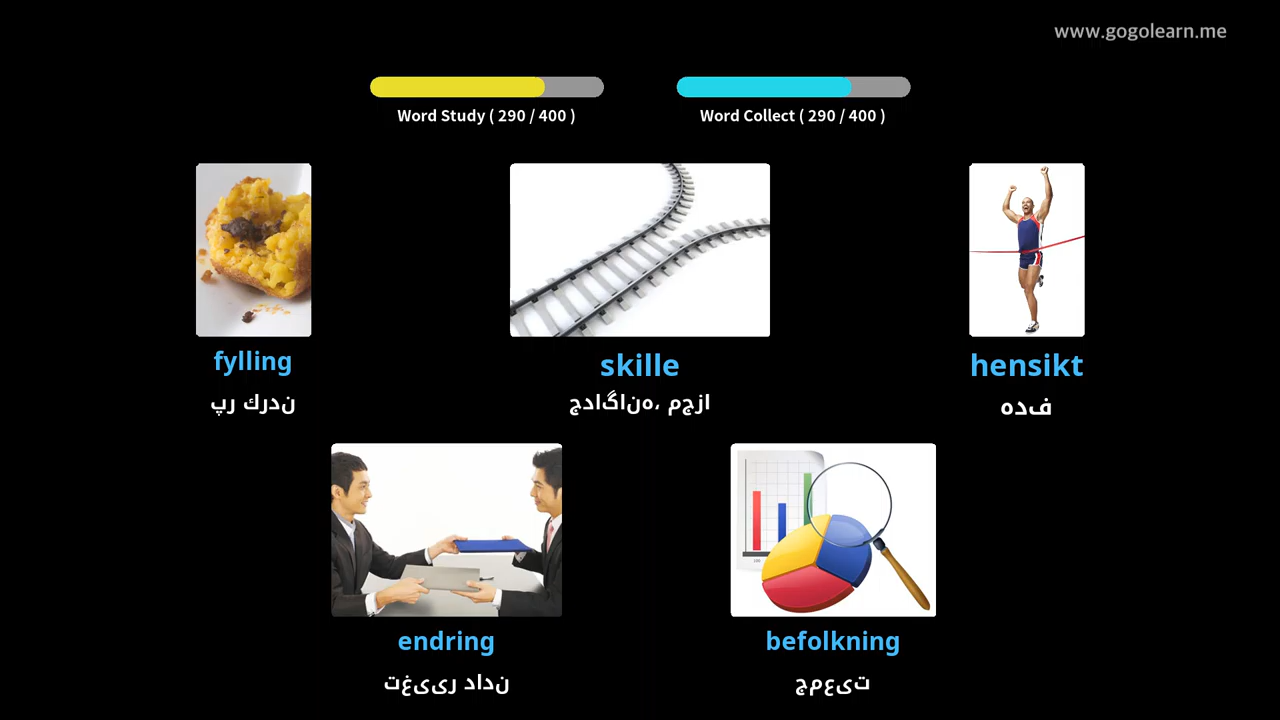 www.gogolearn.me
Word Study ( 290 / 400 )
Word Collect ( 290 / 400 )
fylling
ندرك رپ
skille
ازجم ،هناگادج
hensikt
فده
endring
نداد رییغت
befolkning
تیعمج